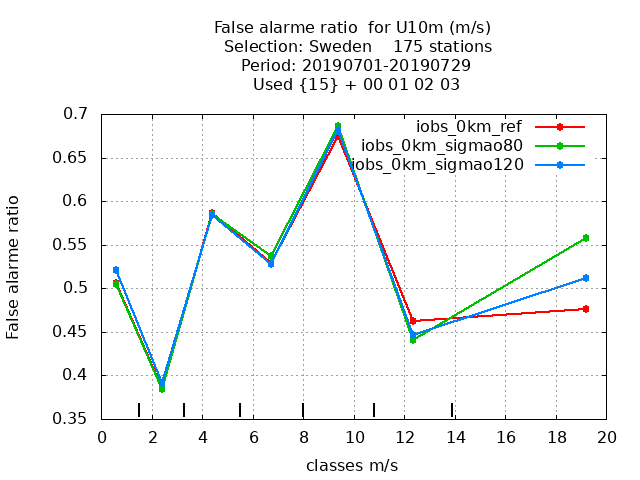 False alarme ratio  for U10m (m/s)
Selection: Sweden    175 stations
Period: 20190701-20190729
Used {15} + 00 01 02 03
0.7
0.65
0.6
0.55
0.5
0.45
0.4
0.35
False alarme ratio
iobs_0km_ref
iobs_0km_sigmao80
iobs_0km_sigmao120
0 2 4 6 8 10 12 14 16 18 20
classes m/s